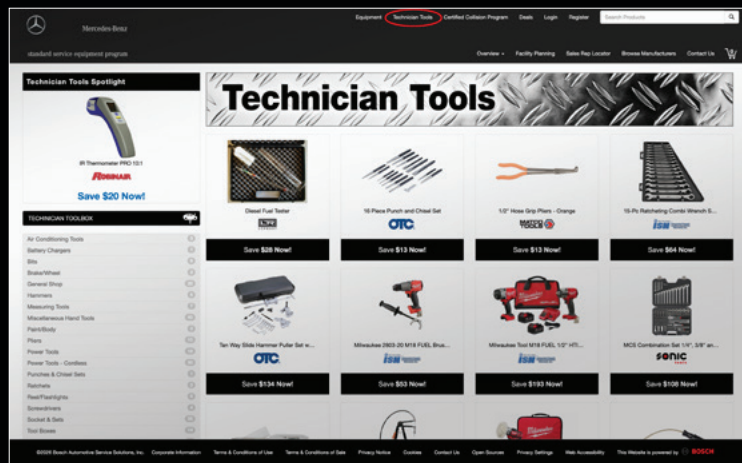 Equipment Technician Tools Certified Collision Program Deals Login Register Search Products
Mercedes-Benz
standard service equipment program
Overview Facility Planning Sales Rep Locator Browse Manufacturers Contact Us
Technician Tools Spotlight
IR Thermometer PRO 10:1
ROBINAIR
Save $20 Now!
TECHNICIAN TOOLBOX
Air Conditioning Tools
Battery Chargers
Bits
Brake/Wheel
General Shop
Hammers
Measuring Tools
Miscellaneous Hand Tools
Paint/Body
Pliers
Power Tools
Power Tools - Cordless
Punches & Chisel Sets
Ratchets
Reel/Flashlights
Screwdrivers
Socket & Sets
Tool Boxes
Technician Tools
Diesel Fuel Tester
Save $28 Now!
16 Piece Punch and Chisel Set
OTC
Save $13 Now!
1/2" Hose Grip Pliers - Orange
MATCO TOOLS
Save $13 Now!
15-Pc Ratcheting Combi Wrench S...
ISN
Save $64 Now!
Ten Way Slide Hammer Puller Set w...
OTC
Save $134 Now!
Milwaukee 2903-20 M18 FUEL Brus...
ISN
Save $53 Now!
Milwaukee Tool M18 FUEL 1/2" HTI...
ISN
Save $193 Now!
MCS Combination Set 1/4", 3/8" an...
SONIC
Save $108 Now!
Milwaukee
©2026 Bosch Automotive Service Solutions, Inc. Corporate Information Terms & Conditions of Use Terms & Conditions of Sale Privacy Notice Cookies Contact Us Open Sources Privacy Settings Web Accessibility This Website is powered by BOSCH